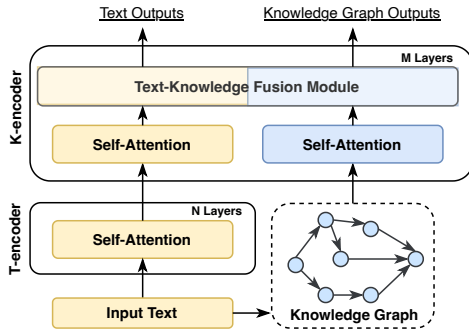 Text Outputs
Knowledge Graph Outputs
M Layers
Text-Knowledge Fusion Module
K-encoder
Self-Attention
Self-Attention
N Layers
T-encoder
Self-Attention
Input Text
Knowledge Graph